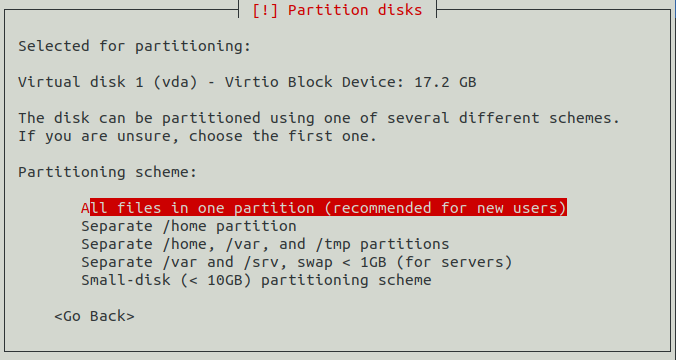 [!] Partition disks
Selected for partitioning:
Virtual disk 1 (vda) - Virtio Block Device: 17.2 GB
The disk can be partitioned using one of several different schemes.
If you are unsure, choose the first one.
Partitioning scheme:
All files in one partition (recommended for new users)
Separate /home partition
Separate /home, /var, and /tmp partitions
Separate /var and /srv, swap < 1GB (for servers)
Small-disk (< 10GB) partitioning scheme
<Go Back>